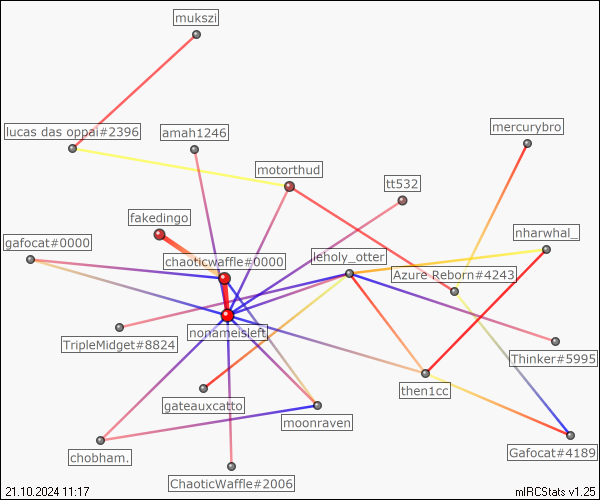 mukszi
lucas das oppai#2396
amah1246
mercurybro
motorthud
tt532
fakedingo
nharwhal_
gafocat#0000
chaoticwaffle#0000
leholy_otter
Azure Reborn#4243
nonameisleft
TripleMidget#8824
Thinker#5995
then1cc
gateauxcatto
moonraven
chobham.
Gafocat#4189
ChaoticWaffle#2006
21.10.2024 11:17
mIRCStats v1.25